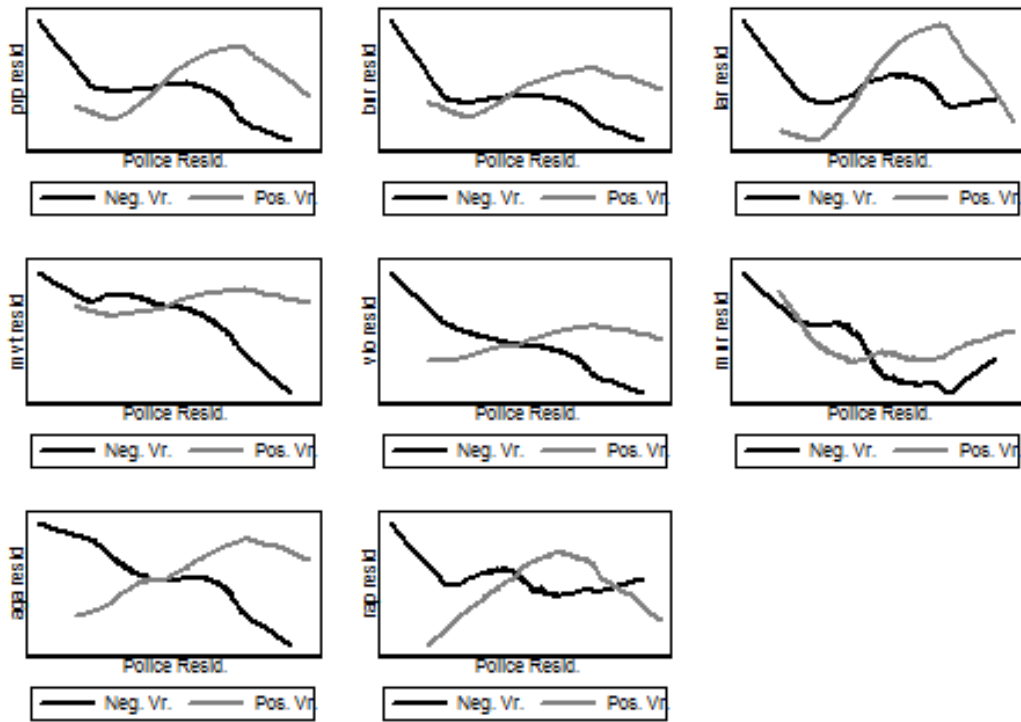 prp resid
bur resid
lar resid
Police Resid.
Police Resid.
Police Resid.
Neg. Vr. Pos. Vr.
Neg. Vr. Pos. Vr.
Neg. Vr. Pos. Vr.
mvt resid
vio resid
mur resid
Police Resid.
Police Resid.
Police Resid.
Neg. Vr. Pos. Vr.
Neg. Vr. Pos. Vr.
Neg. Vr. Pos. Vr.
aga resid
rap resid
Police Resid.
Police Resid.
Neg. Vr. Pos. Vr.
Neg. Vr. Pos. Vr.